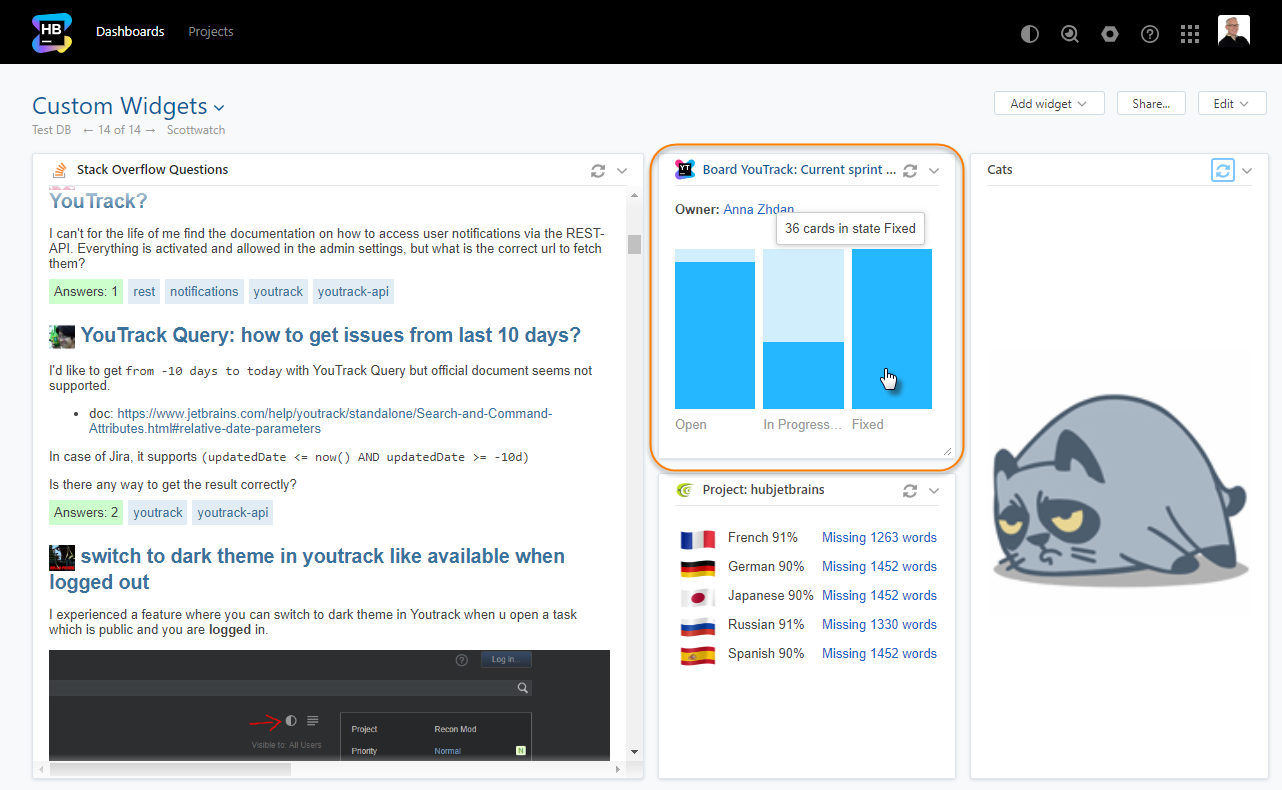 HB
Dashboards
Projects
Custom Widgets
Add widget
Share...
Edit
Test DB ← 14 of 14 → Scottwatch
Stack Overflow Questions
YouTrack?
I can't for the life of me find the documentation on how to access user notifications via the REST-
API. Everything is activated and allowed in the admin settings, but what is the correct url to fetch
them?
Answers: 1 rest notifications youtrack youtrack-api
YouTrack Query: how to get issues from last 10 days?
I'd like to get from -10 days to today with YouTrack Query but official document seems not
supported.
• doc: https://www.jetbrains.com/help/youtrack/standalone/Search-and-Command-
Attributes.html#relative-date-parameters
In case of Jira, it supports (updatedDate <= now() AND updatedDate >= -10d)
Is there any way to get the result correctly?
Answers: 2 youtrack youtrack-api
switch to dark theme in youtrack like available when
logged out
I experienced a feature where you can switch to dark theme in Youtrack when u open a task
which is public and you are logged in.
Log in...
Project Recon Mod
Visible to: All Users
Priority Normal N
YT
Board YouTrack: Current sprint ...
Owner: Anna Zhdan
36 cards in state Fixed
Open In Progress... Fixed
Project: hubjetbrains
French 91% Missing 1263 words
German 90% Missing 1452 words
Japanese 90% Missing 1452 words
Russian 91% Missing 1330 words
Spanish 90% Missing 1452 words
Cats